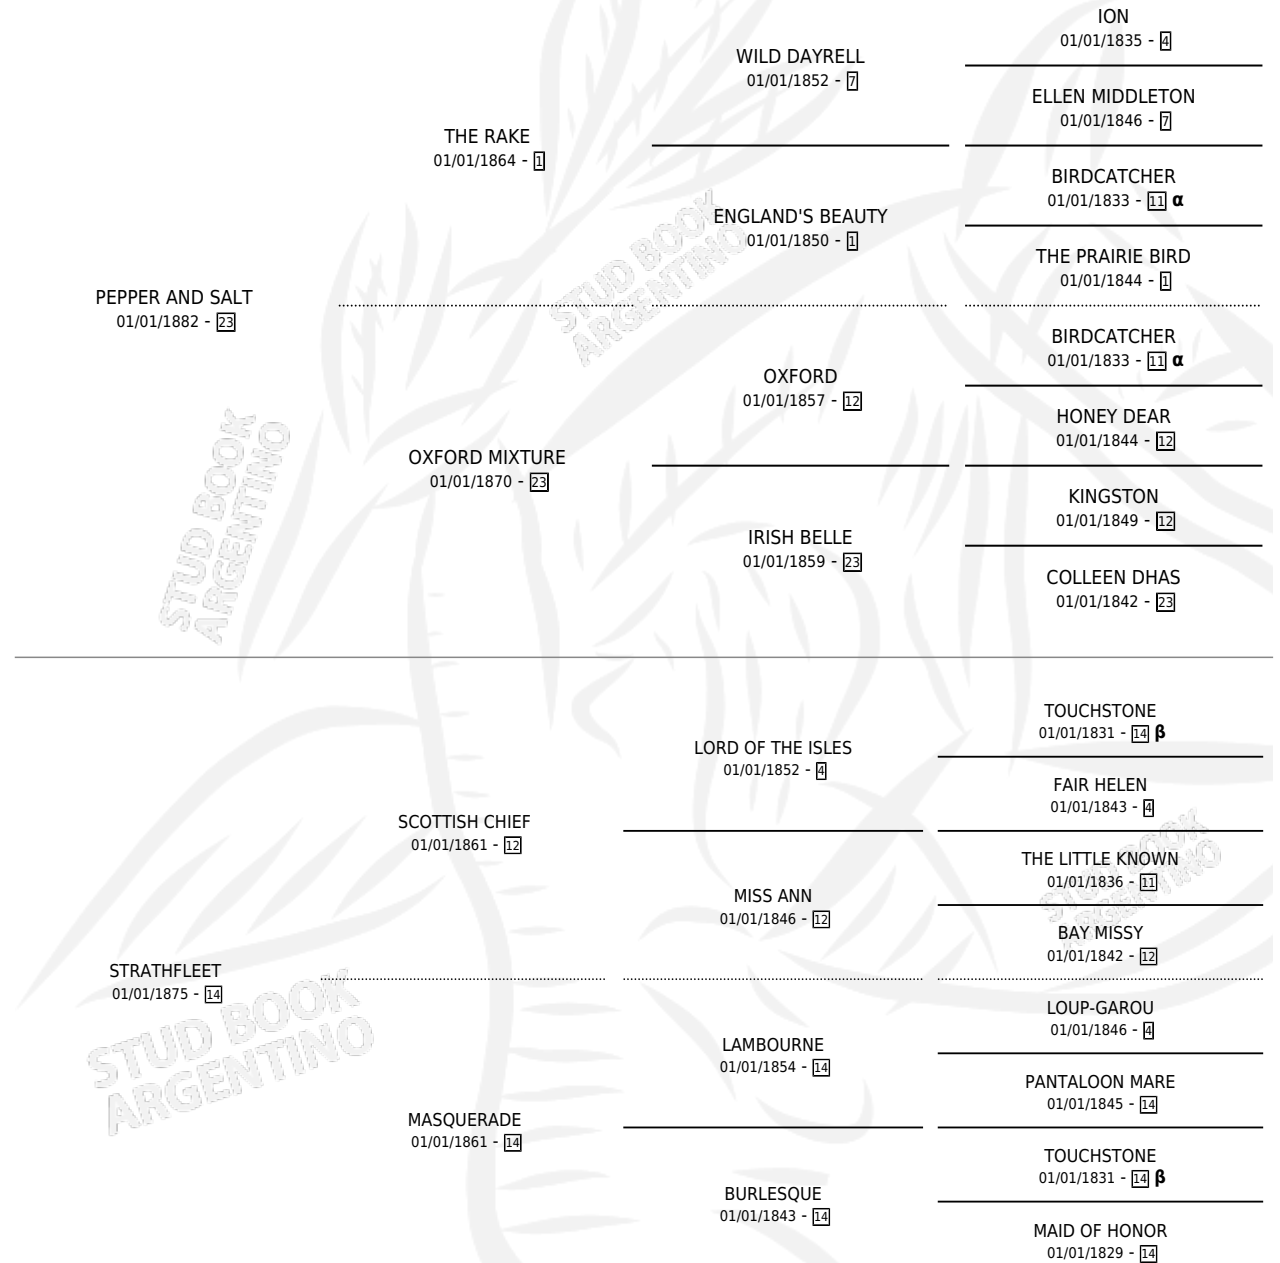 ION
01/01/1835 - 4
WILD DAYRELL
01/01/1852 - 7
ELLEN MIDDLETON
01/01/1846 - 7
THE RAKE
01/01/1864 - 1
BIRDCATCHER
01/01/1833 - 11 α
ENGLAND'S BEAUTY
01/01/1850 - 1
THE PRAIRIE BIRD
01/01/1844 - 1
PEPPER AND SALT
01/01/1882 - 23
BIRDCATCHER
01/01/1833 - 11 α
OXFORD
01/01/1857 - 12
HONEY DEAR
01/01/1844 - 12
OXFORD MIXTURE
01/01/1870 - 23
KINGSTON
01/01/1849 - 12
IRISH BELLE
01/01/1859 - 23
COLLEEN DHAS
01/01/1842 - 23
TOUCHSTONE
01/01/1831 - 14 β
LORD OF THE ISLES
01/01/1852 - 4
FAIR HELEN
01/01/1843 - 4
SCOTTISH CHIEF
01/01/1861 - 12
THE LITTLE KNOWN
01/01/1836 - 11
MISS ANN
01/01/1846 - 12
BAY MISSY
01/01/1842 - 12
STRATHFLEET
01/01/1875 - 14
LOUP-GAROU
01/01/1846 - 4
LAMBOURNE
01/01/1854 - 14
PANTALOON MARE
01/01/1845 - 14
MASQUERADE
01/01/1861 - 14
TOUCHSTONE
01/01/1831 - 14 β
BURLESQUE
01/01/1843 - 14
MAID OF HONOR
01/01/1829 - 14
STUD BOOK
ARGENTINO
STUD BOOK
ARGENTINO
STUD BOOK
ARGENTINO
STUD BOOK
ARGENTINO